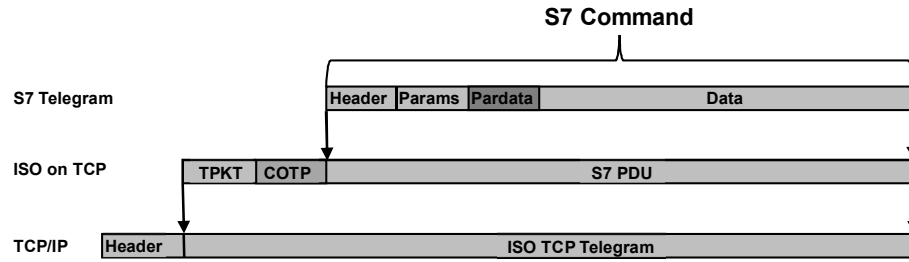 S7 Command
S7 Telegram Header Params Pardata Data
ISO on TCP TPKT COTP S7 PDU
TCP/IP Header ISO TCP Telegram